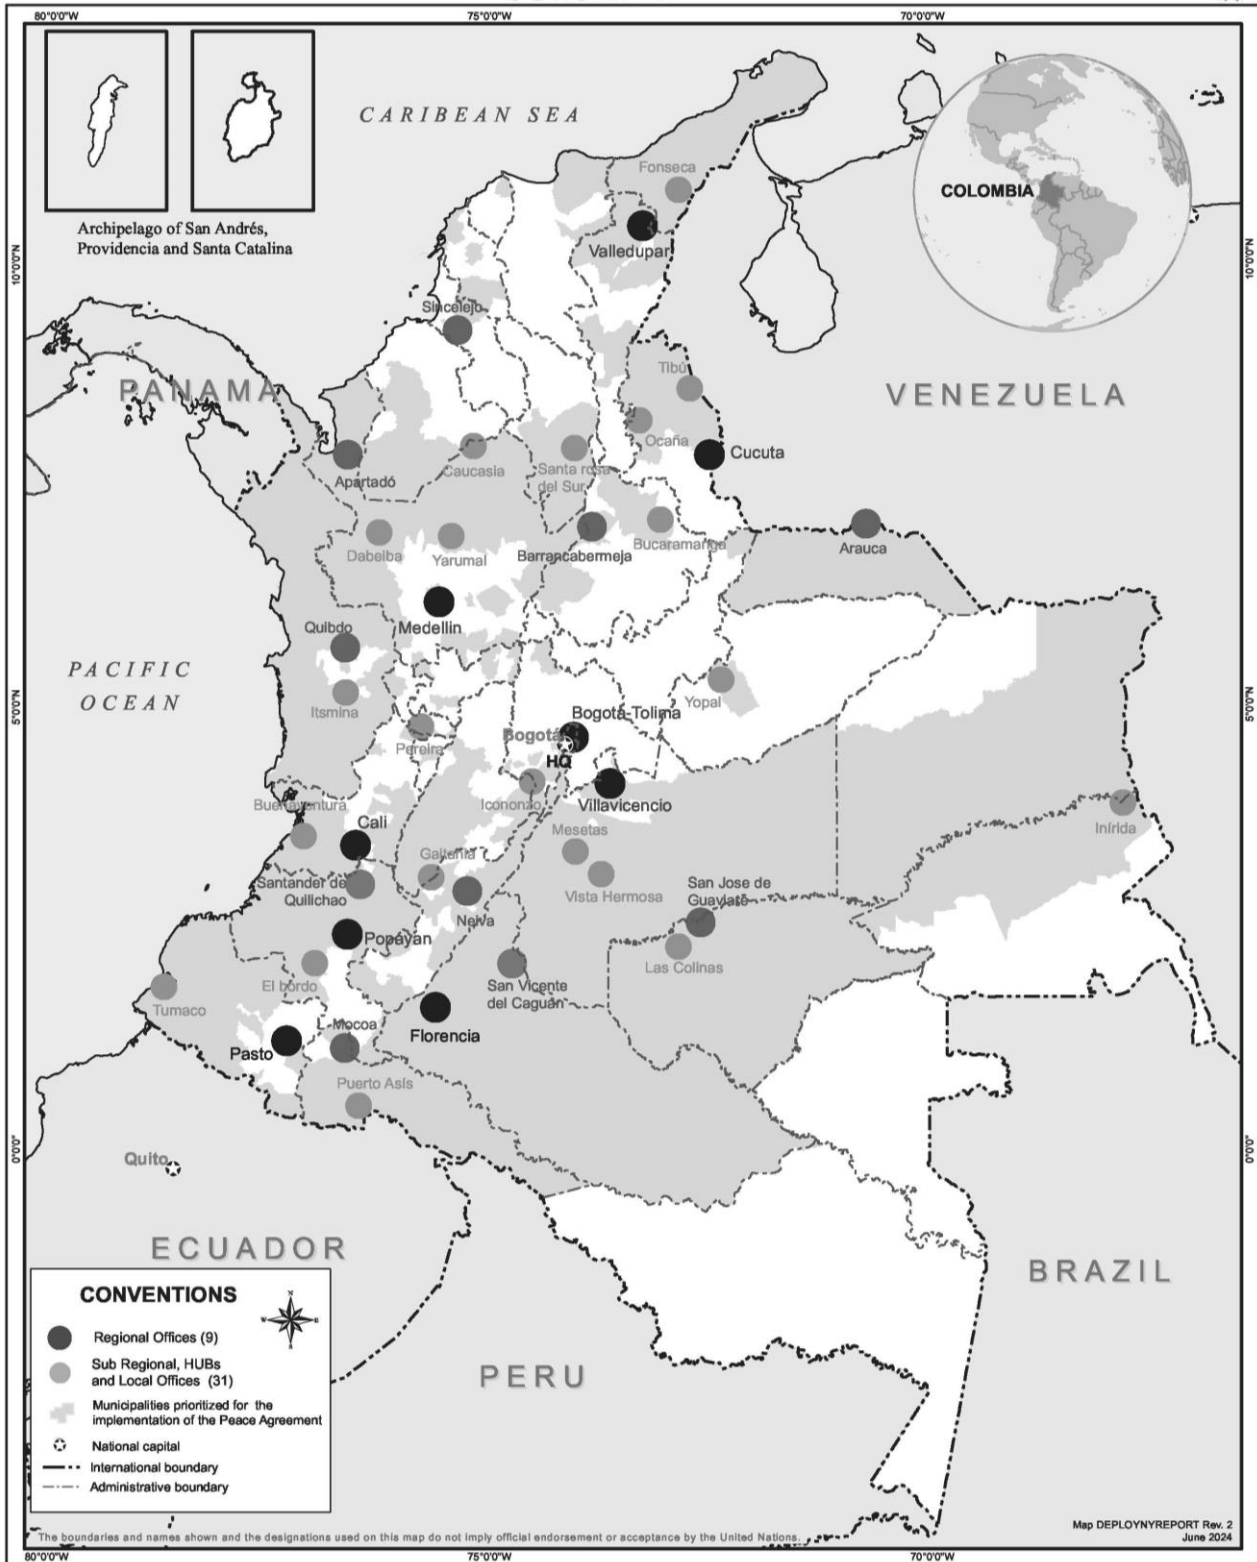 80°0'0"W
75°0'0"W
70°0'0"W
CARIBEAN SEA
Archipelago of San Andrés,
Providencia and Santa Catalina
COLOMBIA
10°0'0"N
10°0'0"N
Fonseca
Valledupar
Sincelejo
PANAMA
VENEZUELA
Tibú
Ocaña
Cucuta
Apartadó
Caucasia
Santa rosa
del Sur
Dabeiba
Yarumal
Barrancabermeja
Bucaramanga
Arauca
Medellin
Quibdo
PACIFIC
OCEAN
Itsmina
Pereira
Yopal
5°0'0"N
5°0'0"N
Bogotá-Tolima
Bogotá
HQ
Villavicencio
Icononzo
Buenaventura
Cali
Mesetas
Inírida
Gaitania
Vista Hermosa
Santander de
Quilichao
Neiva
San Jose de
Guaviate
Popayan
Las Colinas
El bordo
San Vicente
del Caguán
Tumaco
L-Mocoa
Florencia
Pasto
Puerto Asís
0°0'0"
0°0'0"
Quito
ECUADOR
BRAZIL
PERU
CONVENTIONS
N
W
E
S
Regional Offices (9)
Sub Regional, HUBs
and Local Offices (31)
Municipalities prioritized for the
implementation of the Peace Agreement
National capital
International boundary
Administrative boundary
The boundaries and names shown and the designations used on this map do not imply official endorsement or acceptance by the United Nations.
Map DEPLOYNYREPORT Rev. 2
June 2024
80°0'0"W
75°0'0"W
70°0'0"W